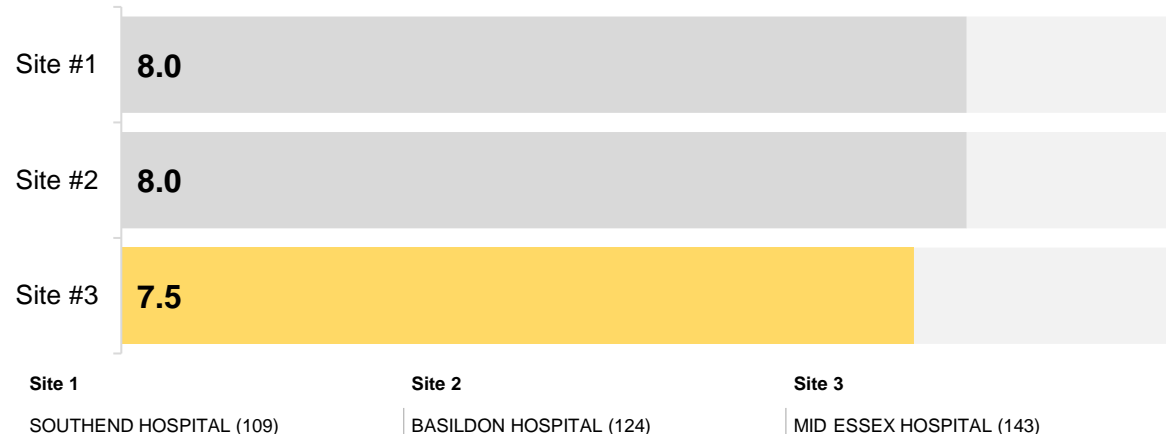 Site #1 8.0
Site #2 8.0
Site #3 7.5
Site 1 Site 2 Site 3
SOUTHEND HOSPITAL (109) BASILDON HOSPITAL (124) MID ESSEX HOSPITAL (143)